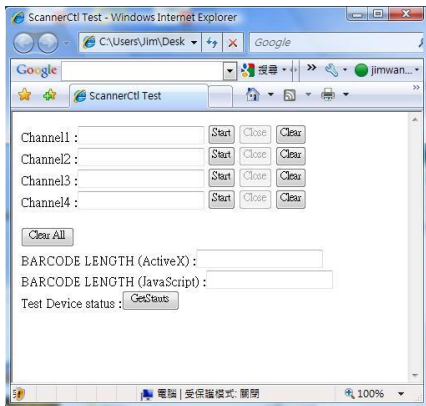 ScannerCtl Test - Windows Internet Explorer
C:\Users\Jim\Desk Google
Google 搜尋 » jimwan...
ScannerCtl Test »
Channel1 : Start Close Clear
Channel2 : Start Close Clear
Channel3 : Start Close Clear
Channel4 : Start Close Clear
Clear All
BARCODE LENGTH (ActiveX) :
BARCODE LENGTH (JavaScript) :
Test Device status : GetStauts
電腦 | 受保護模式: 關閉 100%